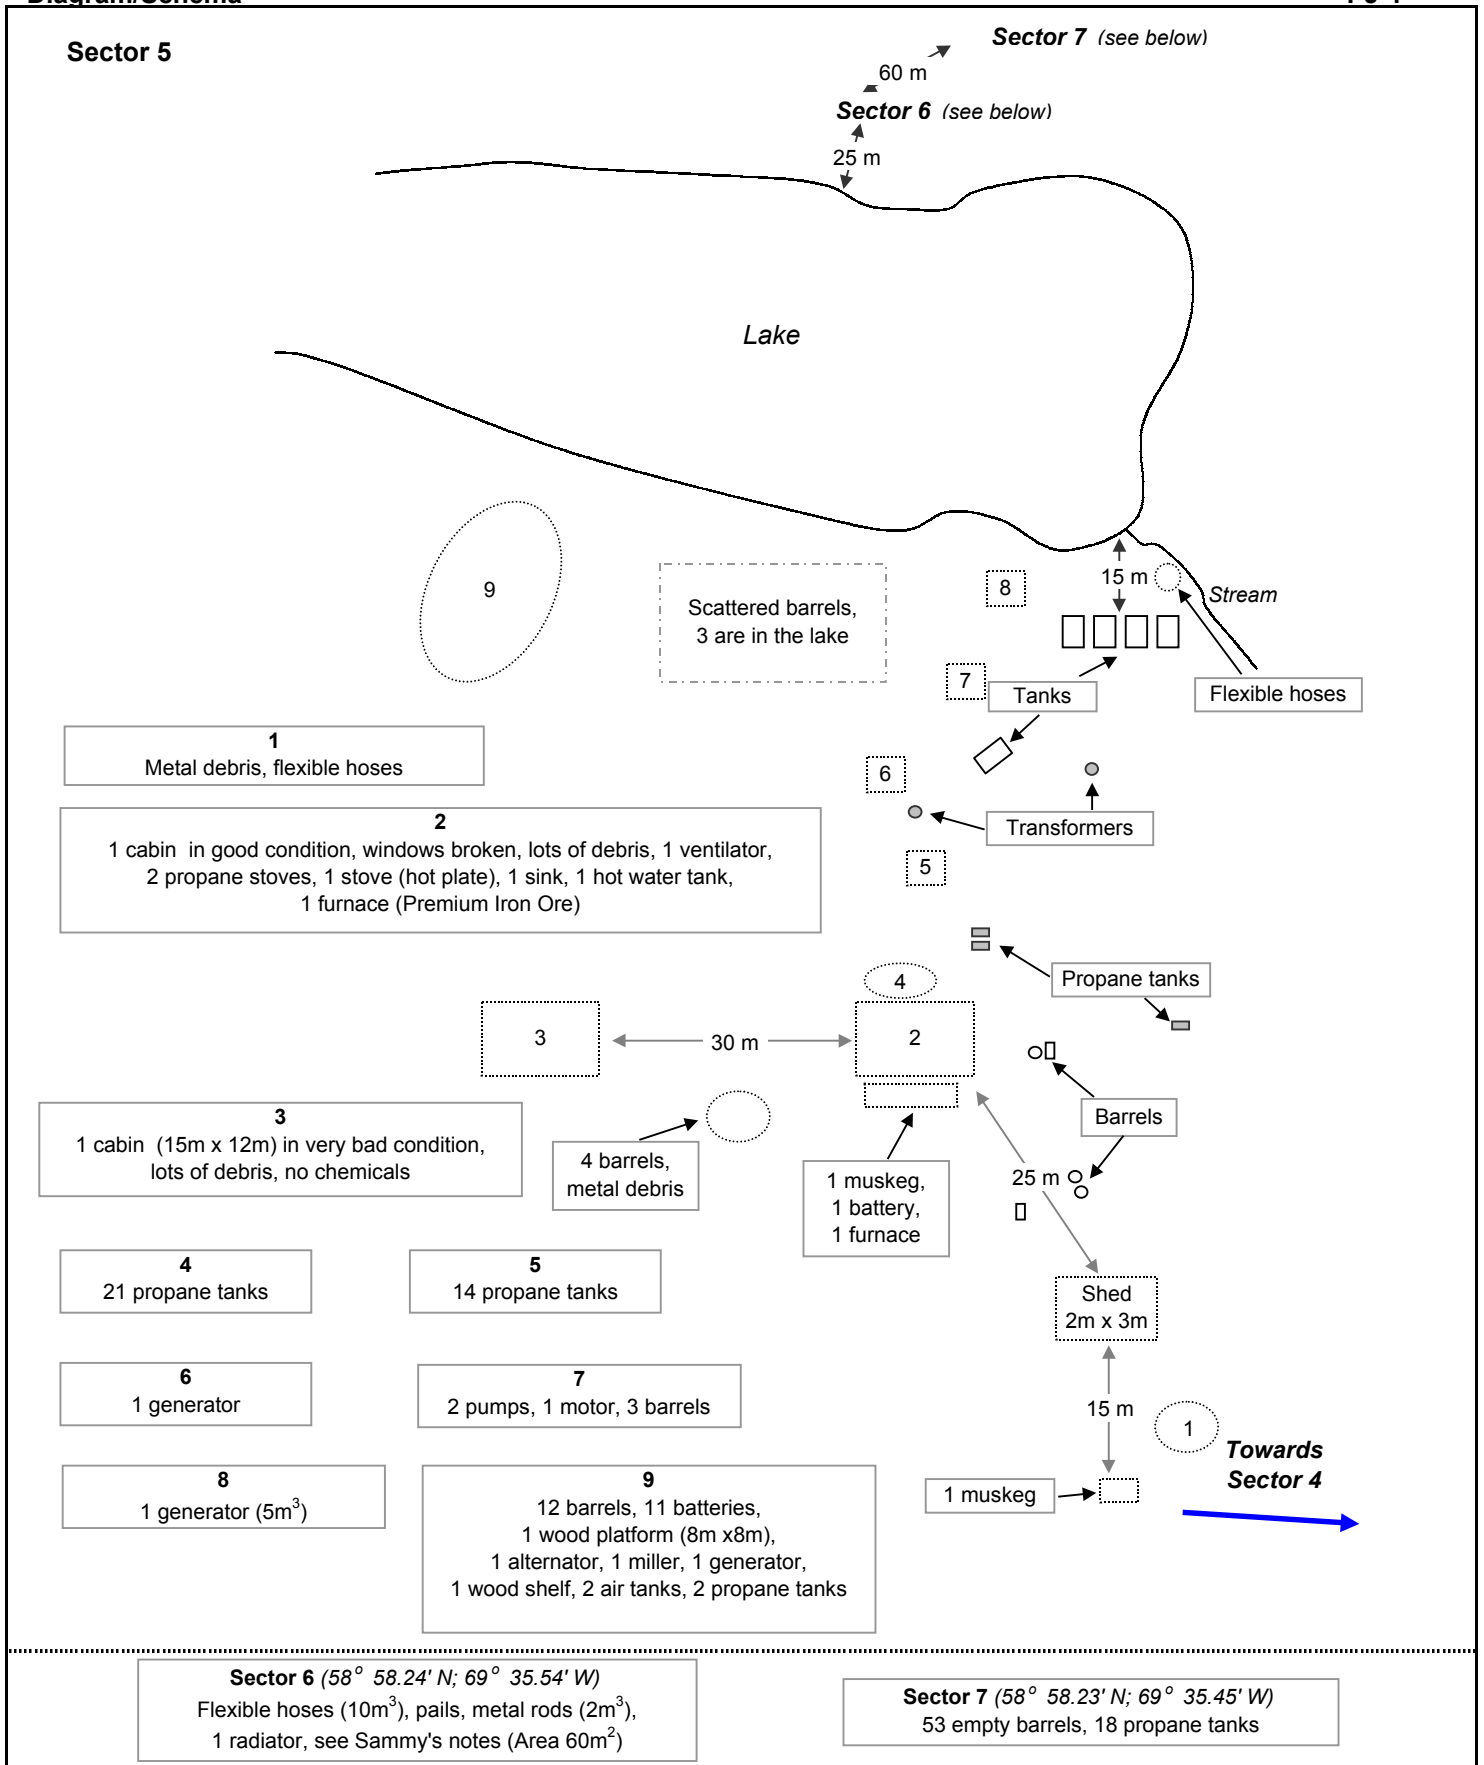 Sector 5
Sector 7 (see below)
60 m
Sector 6 (see below)
25 m
Lake
9
Scattered barrels,
3 are in the lake
8
15 m
Stream
7
Tanks
Flexible hoses
1
Metal debris, flexible hoses
6
Transformers
2
1 cabin in good condition, windows broken, lots of debris, 1 ventilator,
2 propane stoves, 1 stove (hot plate), 1 sink, 1 hot water tank,
1 furnace (Premium Iron Ore)
5
4
Propane tanks
3
30 m
2
Barrels
3
1 cabin (15m x 12m) in very bad condition,
lots of debris, no chemicals
4 barrels,
metal debris
1 muskeg,
1 battery,
1 furnace
25 m
4
21 propane tanks
5
14 propane tanks
Shed
2m x 3m
6
1 generator
7
2 pumps, 1 motor, 3 barrels
15 m
1
Towards
Sector 4
8
1 generator (5m³)
9
12 barrels, 11 batteries,
1 wood platform (8m x8m),
1 alternator, 1 miller, 1 generator,
1 wood shelf, 2 air tanks, 2 propane tanks
1 muskeg
Sector 6 (58° 58.24' N; 69° 35.54' W)
Flexible hoses (10m³), pails, metal rods (2m³),
1 radiator, see Sammy's notes (Area 60m²)
Sector 7 (58° 58.23' N; 69° 35.45' W)
53 empty barrels, 18 propane tanks